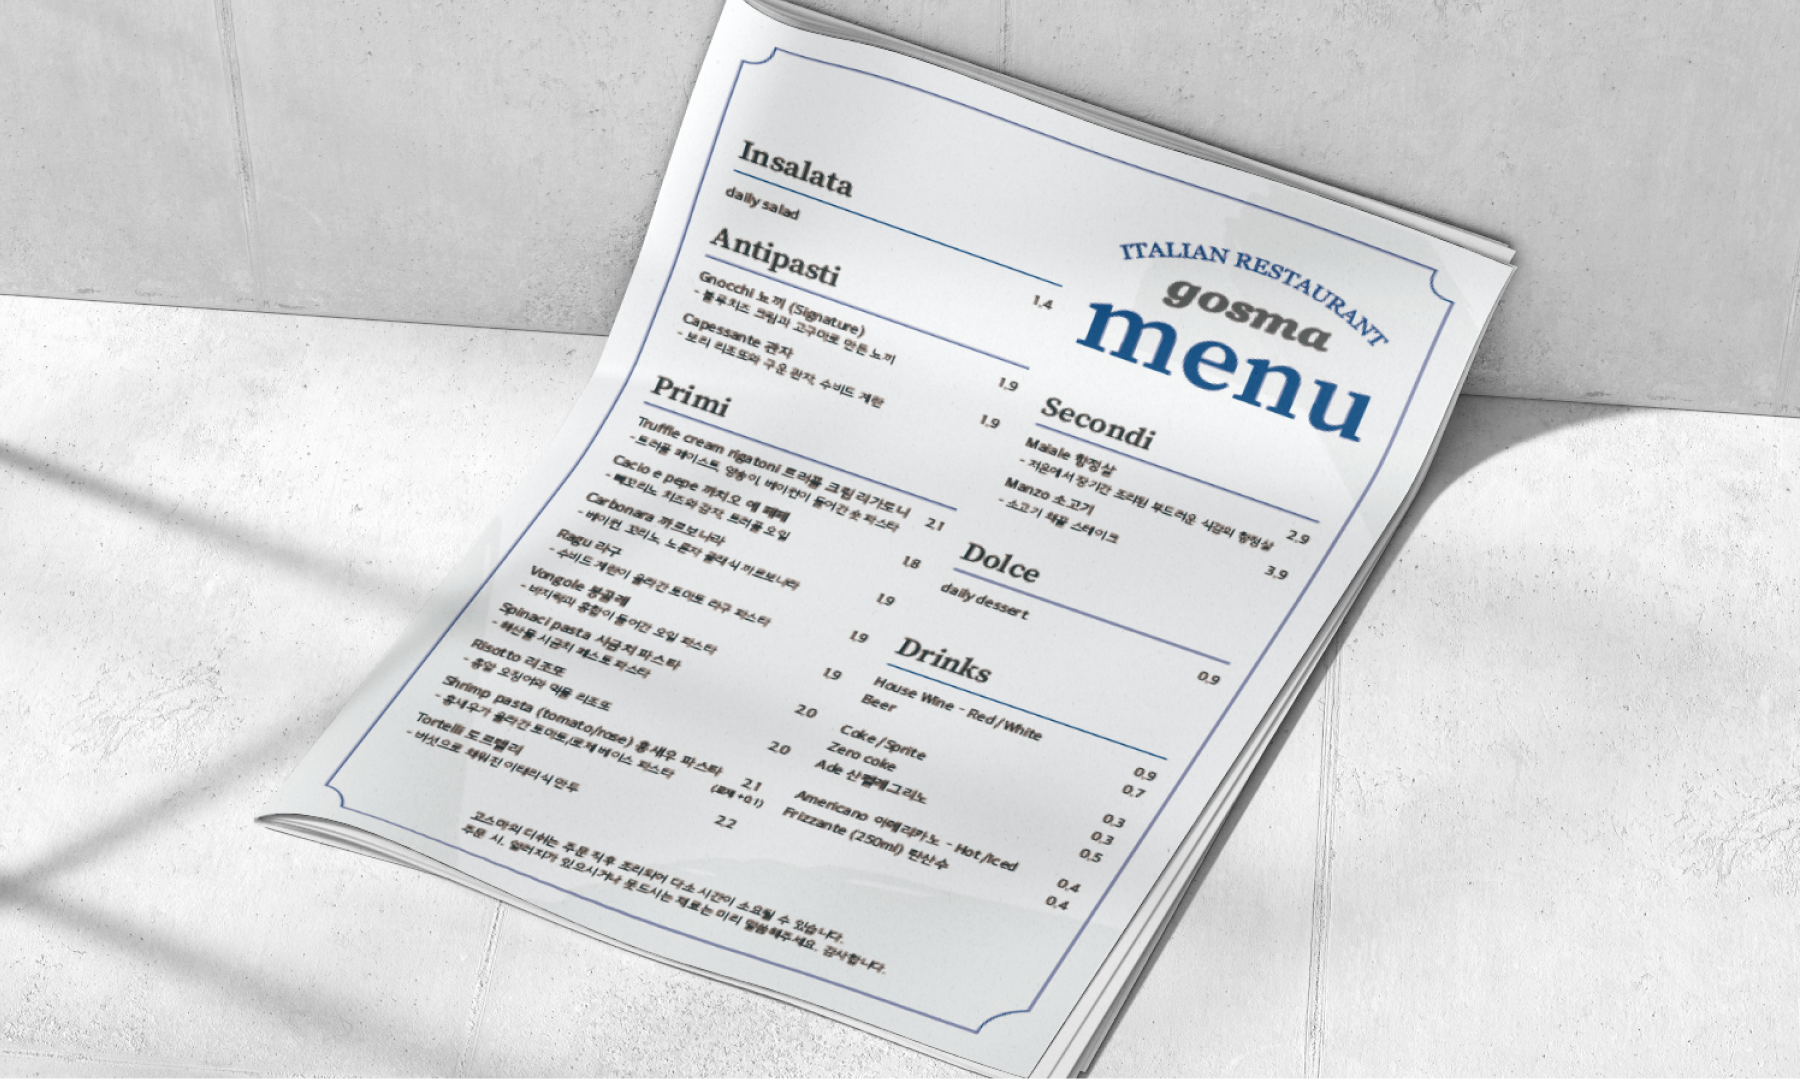 ITALIAN RESTAURANT
gosma
menu
Insalata
daily salad
1,4
Antipasti
Gnocchi 뇨끼 (Signature)
- 블루치즈 크림과 고구마로 만든 뇨끼
1,9
Capessante 관자
- 보리 리조또와 구운 관자, 수비드 계란
1,9
Primi
Truffle cream rigatoni 트러플 크림 리가토니
- 트러플 페이스트, 양송이, 베이컨이 들어간 숏 파스타
2,1
Cacio e pepe 까치오 에 페페
- 뻬꼬리노 치즈와 감자, 트러플 오일
1,8
Carbonara 까르보나라
- 베이컨, 꼬리노, 노른자 클래식 까르보나라
1,9
Ragu 라구
- 수비드 계란이 올라간 토마토 라구 파스타
1,9
Vongole 봉골레
- 바지락과 홍합이 들어간 오일 파스타
1,9
Spinaci pasta 시금치 파스타
- 해산물 시금치 페스토 파스타
2,0
Risotto 리조또
- 홍합 오징어와 먹물 리조또
2,0
Shrimp pasta (tomato/rose) 홍새우 파스타
- 홍새우가 올라간 토마토/로제 베이스 파스타
2,1
(로제 +0,1)
Tortelli 또르텔리
- 버섯으로 채워진 이태리식 만두
2,2
Secondi
Maiale 항정살
- 저온에서 장기간 조리된 부드러운 식감의 항정살
2,9
Manzo 소고기
- 소고기 채끝 스테이크
3,9
Dolce
daily dessert
0,9
Drinks
House Wine - Red / White
0,9
Beer
0,7
Coke / Sprite
0,3
Zero coke
0,3
Ade 산펠레그리노
0,5
Americano 아메리카노 - Hot /Iced
0,4
Frizzante (250ml) 탄산수
0,4
고스마의 디쉬는 주문 직후 조리되어 다소 시간이 소요될 수 있습니다.
주문 시, 알러지가 있으시거나 못 드시는 재료는 미리 말씀해주세요. 감사합니다.